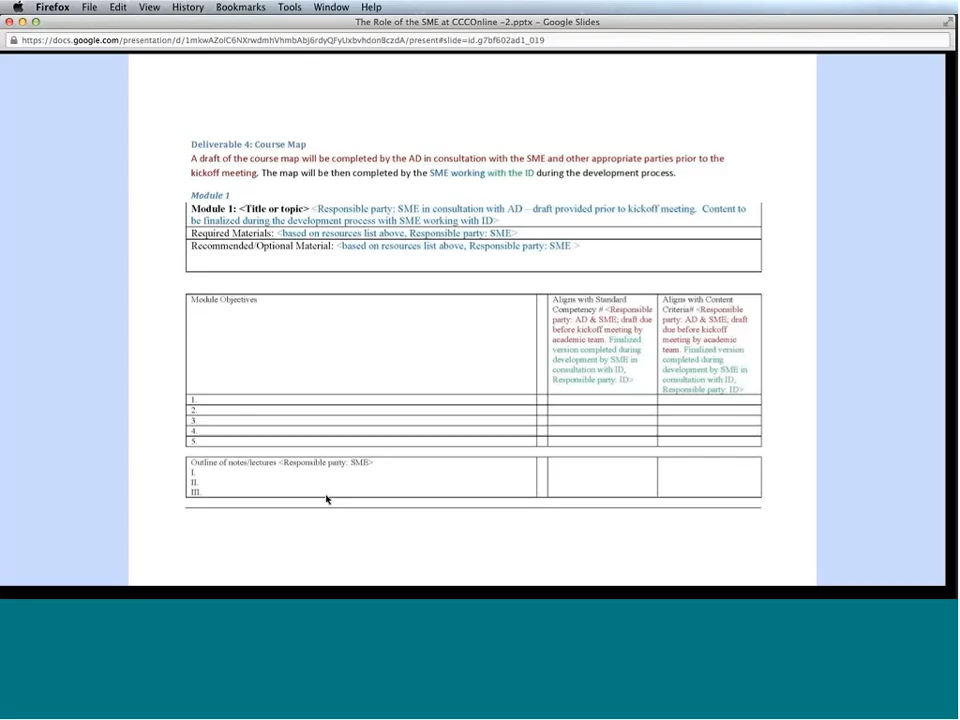 Firefox File Edit View History Bookmarks Tools Window Help
The Role of the SME at CCCOnline -2.pptx - Google Slides
https://docs.google.com/presentation/d/1mkwAZolC6NXrwdmhVhmbAbj6rdyQFyUxbvhdon8czdA/present#slide=id.g7bf602ad1_019
Deliverable 4: Course Map
A draft of the course map will be completed by the AD in consultation with the SME and other appropriate parties prior to the
kickoff meeting. The map will be then completed by the SME working with the ID during the development process.
Module 1
Module 1: <Title or topic> <Responsible party: SME in consultation with AD – draft provided prior to kickoff meeting. Content to
be finalized during the development process with SME working with ID>
Required Materials: <based on resources list above, Responsible party: SME>
Recommended/Optional Material: <based on resources list above, Responsible party: SME >
Module Objectives
Aligns with Standard
Competency # <Responsible
party: AD & SME; draft due
before kickoff meeting by
academic team. Finalized
version completed during
development by SME in
consultation with ID,
Responsible party: ID>
Aligns with Content
Criteria# <Responsible
party: AD & SME, draft
due before kickoff
meeting by academic
team. Finalized version
completed during
development by SME in
consultation with ID,
Responsible party: ID>
1.
2.
3.
4.
5.
Outline of notes/lectures <Responsible party: SME>
I.
II.
III.